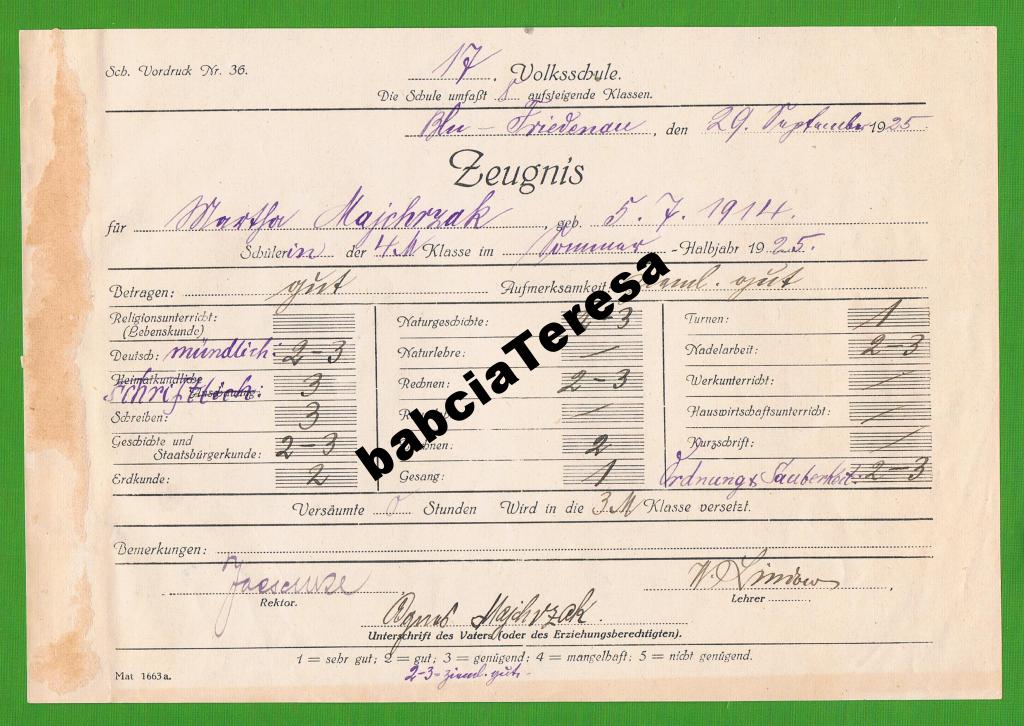 Sch. Vordruck Nr. 36.
17. Volksschule.
Die Schule umfaßt 8 aufsteigende Klassen.
Bln - Friedenau, den 29. September 1925.
Zeugnis
für Martha Majchrzak, geb. 5. 7. 1914.
Schülerin der 4 M Klasse im Sommer -Halbjahr 1925.
Betragen: gut Aufmerksamkeit: zieml. gut
Religionsunterricht:
(Lebenskunde)
Deutsch: mündlich: 2-3
Heimatkundliche
Anschauung:
schriftlich: 3
Schreiben: 3
Geschichte und
Staatsbürgerkunde: 2-3
Erdkunde: 2
Naturgeschichte: 2-3
Naturlehre: /
Rechnen: 2-3
/
2
Gesang: 1
Turnen: 1
Nadelarbeit: 2-3
Werkunterricht: /
Hauswirtschaftsunterricht: /
Kurzschrift: /
Ordnung & Sauberkeit: 2-3
Versäumte 0 Stunden Wird in die 3 M Klasse versetzt.
Bemerkungen:
Rektor.
W. Lindow
Lehrer
Agnes Majchrzak
Unterschrift des Vaters (oder des Erziehungsberechtigten).
1 = sehr gut; 2 = gut; 3 = genügend; 4 = mangelhaft; 5 = nicht genügend.
2-3 = zieml. gut.
Mat 1663 a.
babciaTeresa